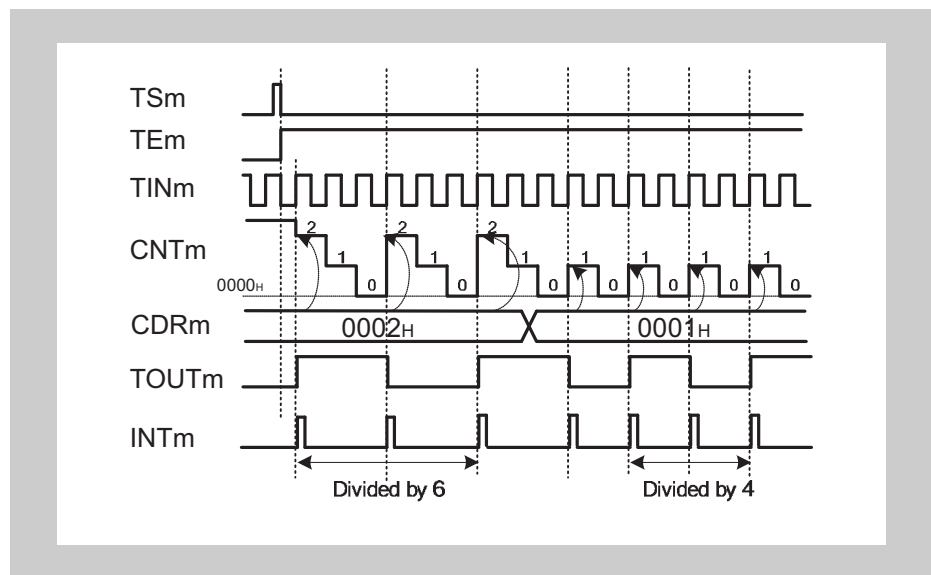 TSm
TEm
TINm
CNTm
2 2 2
1 1 1 1 1 1 1
0 0 0 0 0 0 0
0000H
CDRm
0002H 0001H
TOUTm
INTm
Divided by 6 Divided by 4